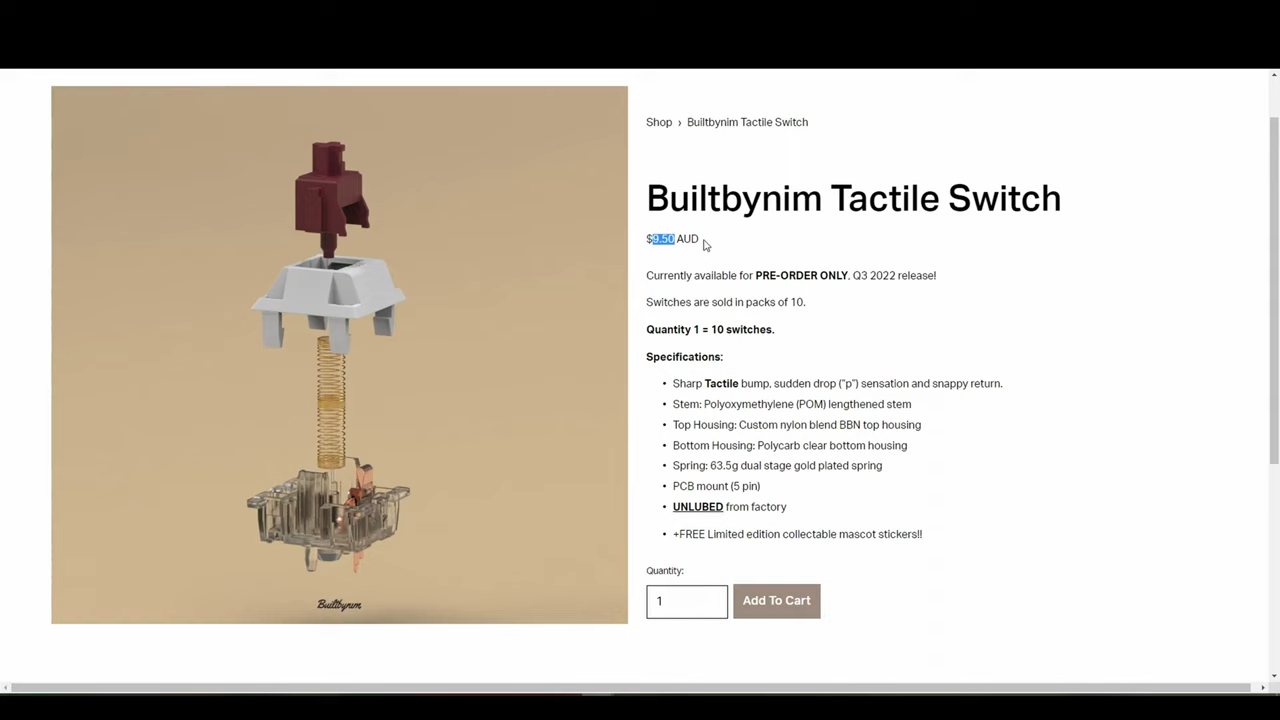 Shop › Builtbynim Tactile Switch
Builtbynim Tactile Switch
$9.50 AUD
Currently available for PRE-ORDER ONLY. Q3 2022 release!
Switches are sold in packs of 10.
Quantity 1 = 10 switches.
Specifications:
• Sharp Tactile bump, sudden drop ("p") sensation and snappy return.
• Stem: Polyoxymethylene (POM) lengthened stem
• Top Housing: Custom nylon blend BBN top housing
• Bottom Housing: Polycarb clear bottom housing
• Spring: 63.5g dual stage gold plated spring
• PCB mount (5 pin)
• UNLUBED from factory
• +FREE Limited edition collectable mascot stickers!!
Quantity:
1
Add To Cart
Builtbynim